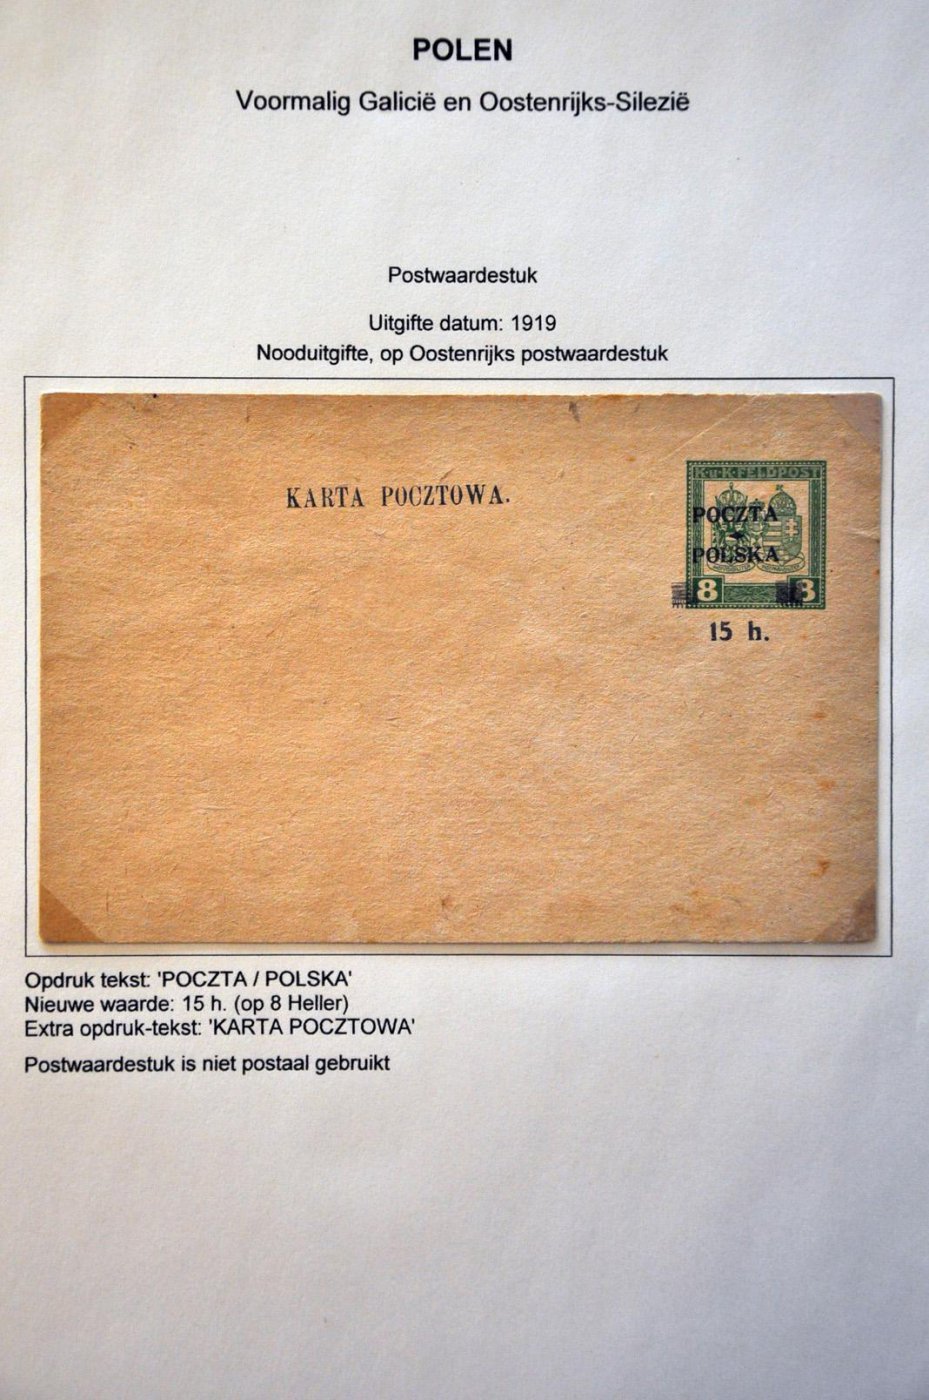 POLEN
Voormalig Galicië en Oostenrijks-Silezië
Postwaardestuk
Uitgifte datum: 1919
Nooduitgifte, op Oostenrijks postwaardestuk
KARTA POCZTOWA.
K.u.K.FELDPOST
POCZTA
POLSKA
8 8
15 h.
Opdruk tekst: 'POCZTA / POLSKA'
Nieuwe waarde: 15 h. (op 8 Heller)
Extra opdruk-tekst: 'KARTA POCZTOWA'
Postwaardestuk is niet postaal gebruikt